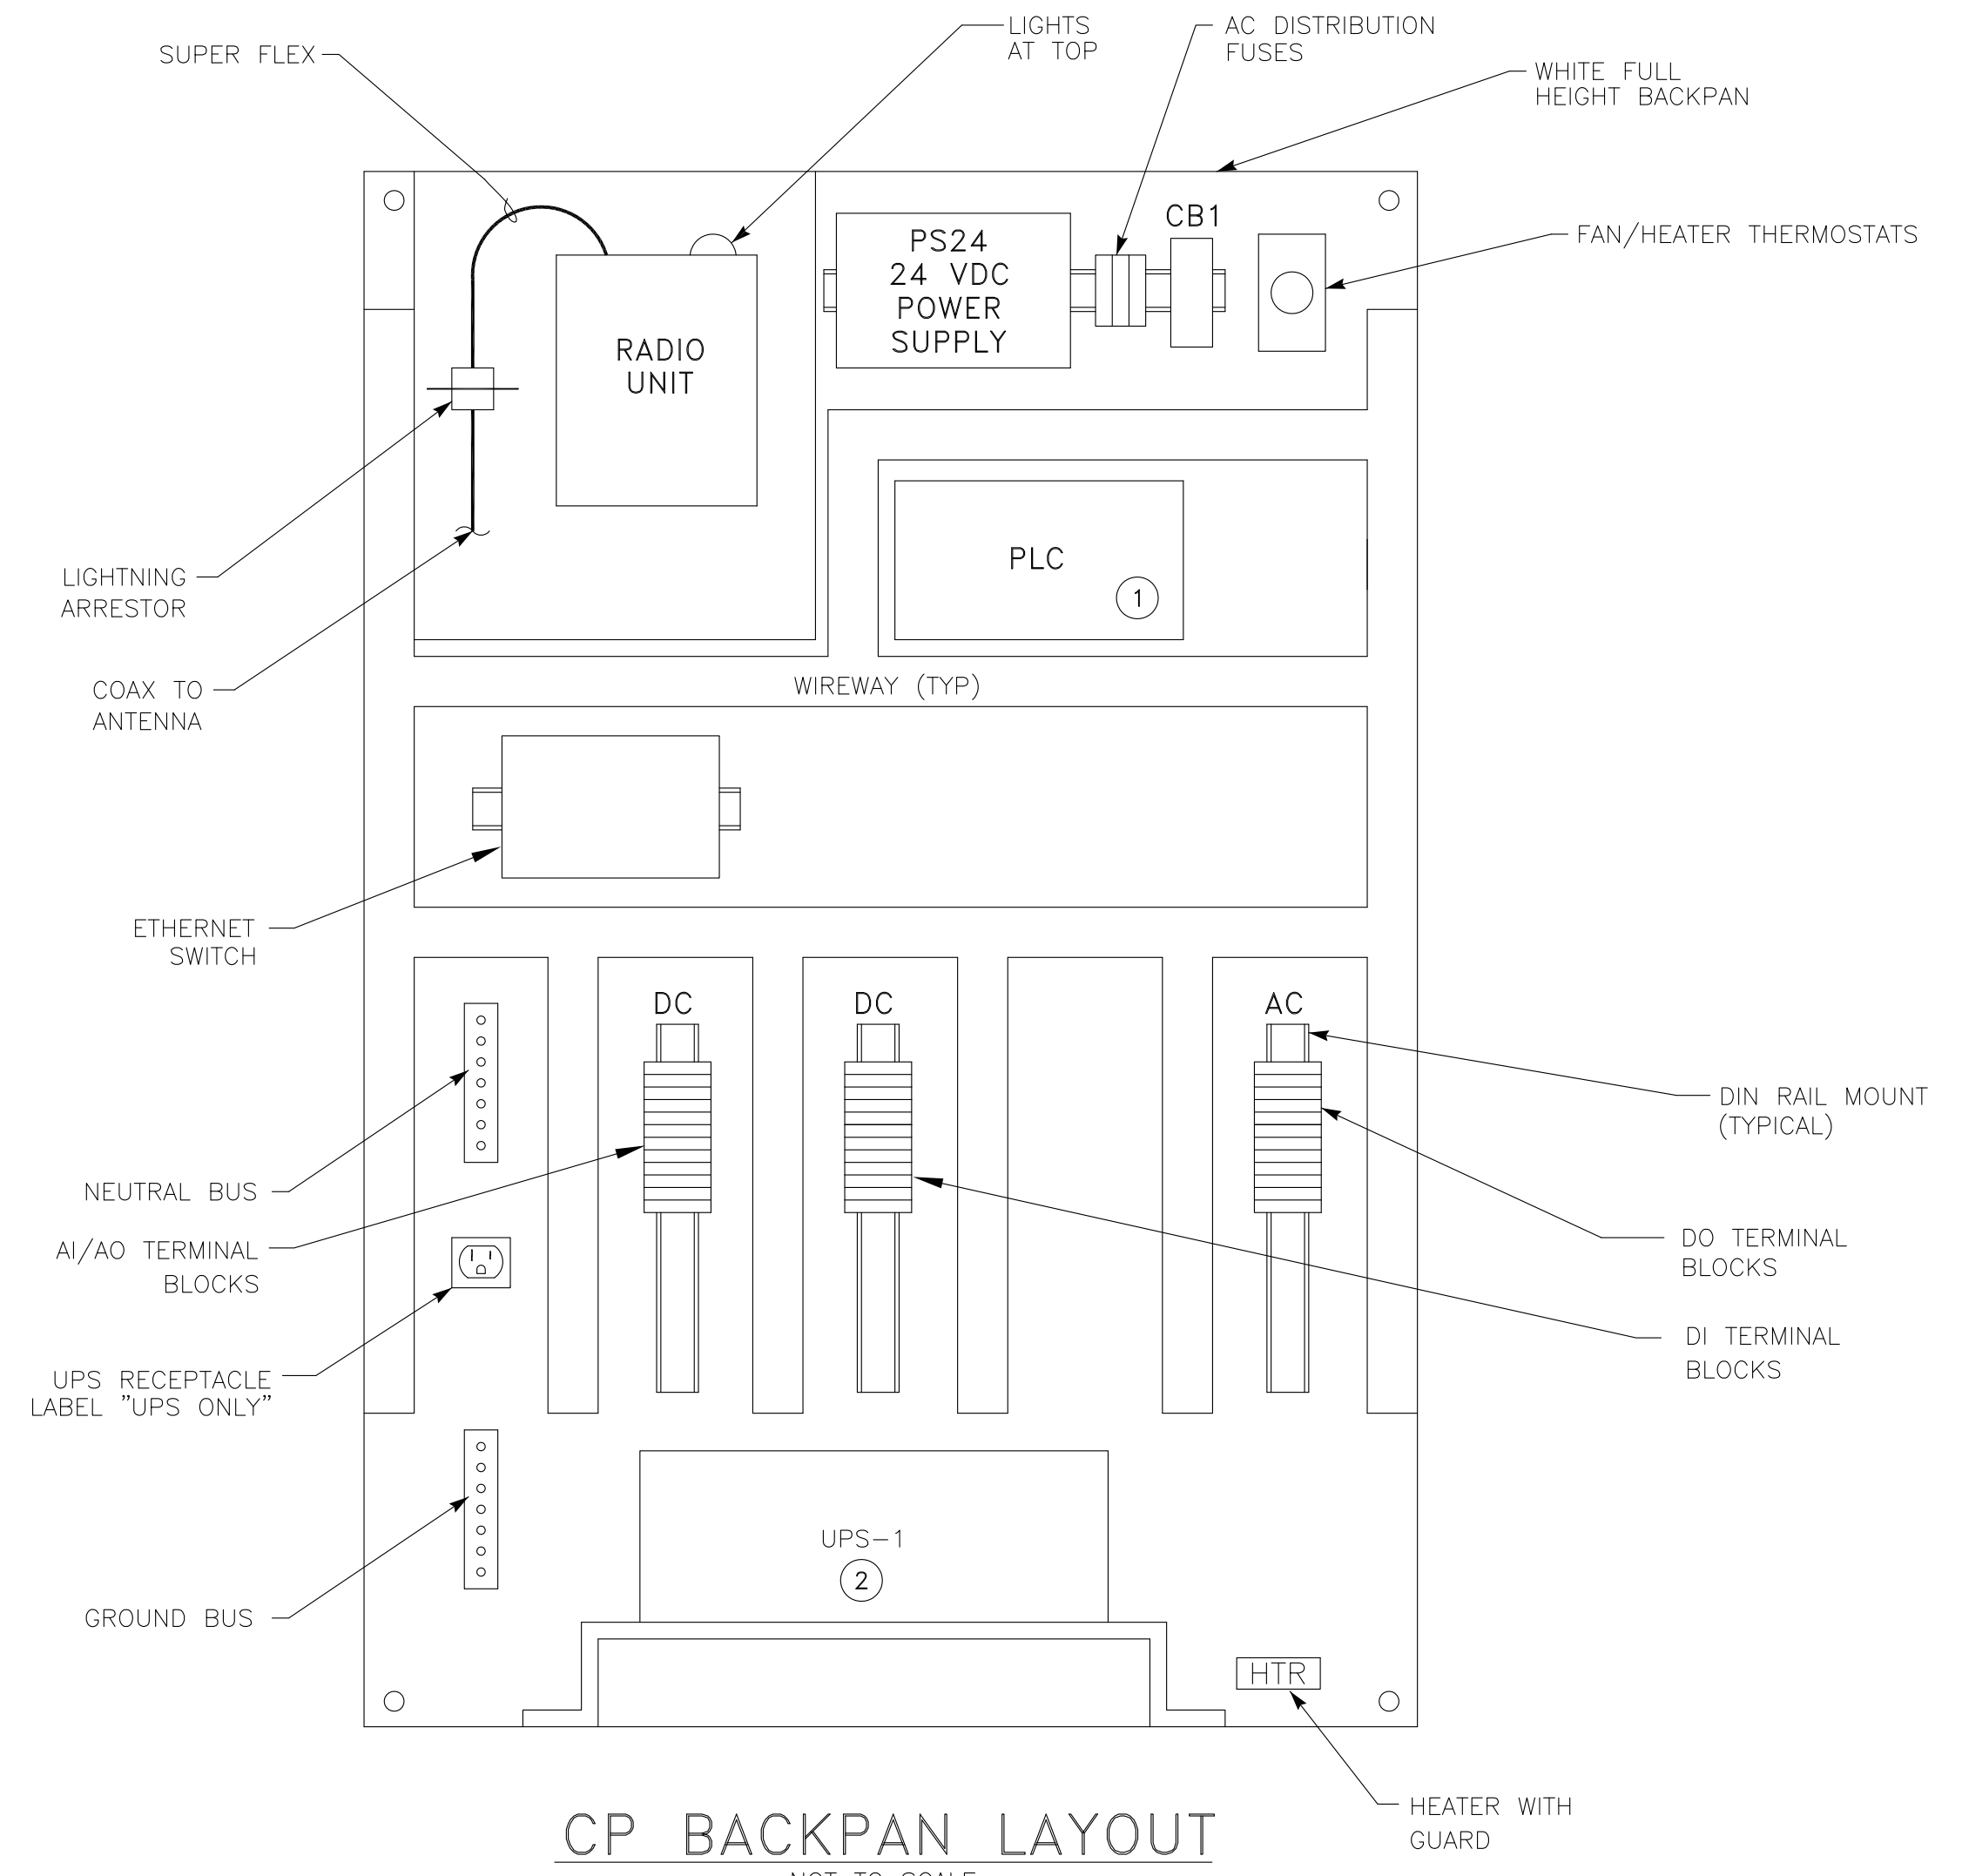 LIGHTS
AT TOP
AC DISTRIBUTION
FUSES
SUPER FLEX
WHITE FULL
HEIGHT BACKPAN
CB1
FAN/HEATER THERMOSTATS
PS24
24 VDC
POWER
SUPPLY
RADIO
UNIT
PLC
1
LIGHTNING
ARRESTOR
COAX TO
ANTENNA
WIREWAY (TYP)
ETHERNET
SWITCH
DC
DC
AC
DIN RAIL MOUNT
(TYPICAL)
NEUTRAL BUS
AI/AO TERMINAL
BLOCKS
DO TERMINAL
BLOCKS
DI TERMINAL
BLOCKS
UPS RECEPTACLE
LABEL "UPS ONLY"
UPS-1
2
GROUND BUS
HTR
HEATER WITH
GUARD
CP BACKPAN LAYOUT
NOT TO SCALE